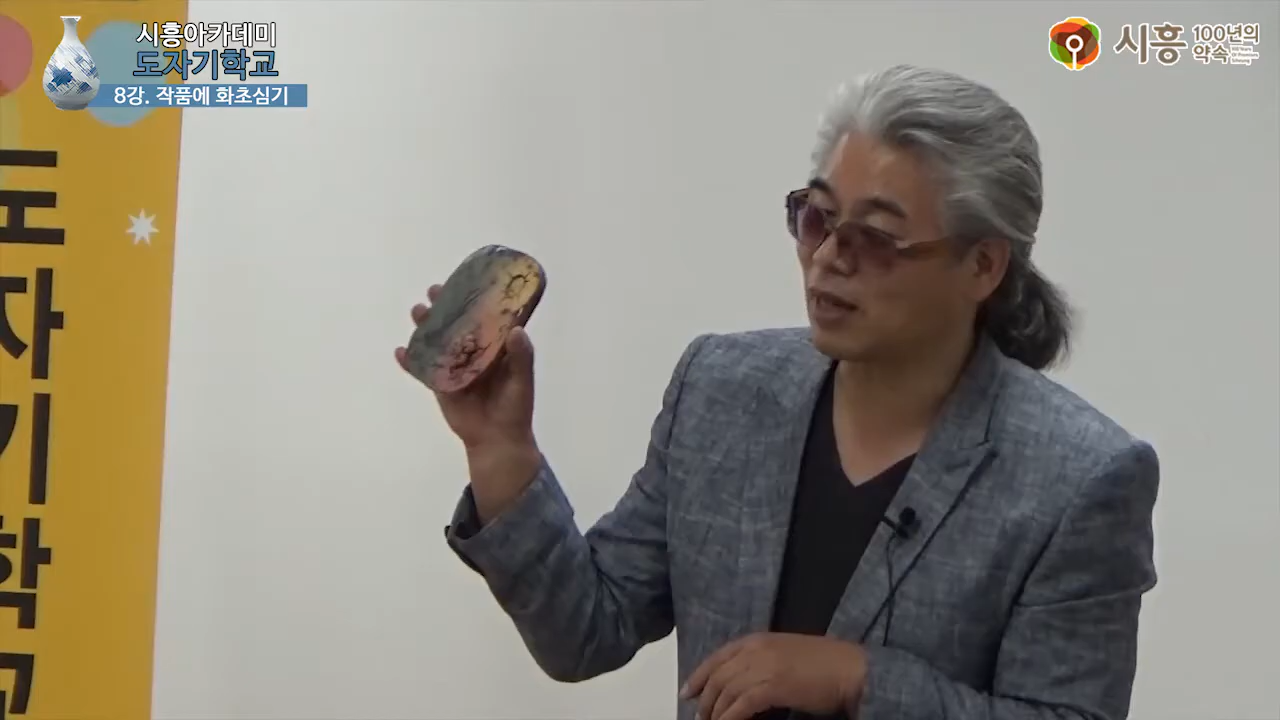 시흥아카데미
도자기학교
8강. 작품에 화초심기
시흥 100년의
약속
도자기학교